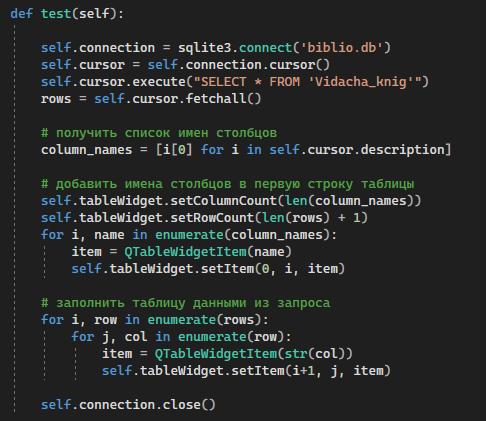 def test(self):
self.connection = sqlite3.connect('biblio.db')
self.cursor = self.connection.cursor()
self.cursor.execute("SELECT * FROM 'Vidacha_knig'")
rows = self.cursor.fetchall()
# получить список имен столбцов
column_names = [i[0] for i in self.cursor.description]
# добавить имена столбцов в первую строку таблицы
self.tableWidget.setColumnCount(len(column_names))
self.tableWidget.setRowCount(len(rows) + 1)
for i, name in enumerate(column_names):
item = QTableWidgetItem(name)
self.tableWidget.setItem(0, i, item)
# заполнить таблицу данными из запроса
for i, row in enumerate(rows):
for j, col in enumerate(row):
item = QTableWidgetItem(str(col))
self.tableWidget.setItem(i+1, j, item)
self.connection.close()